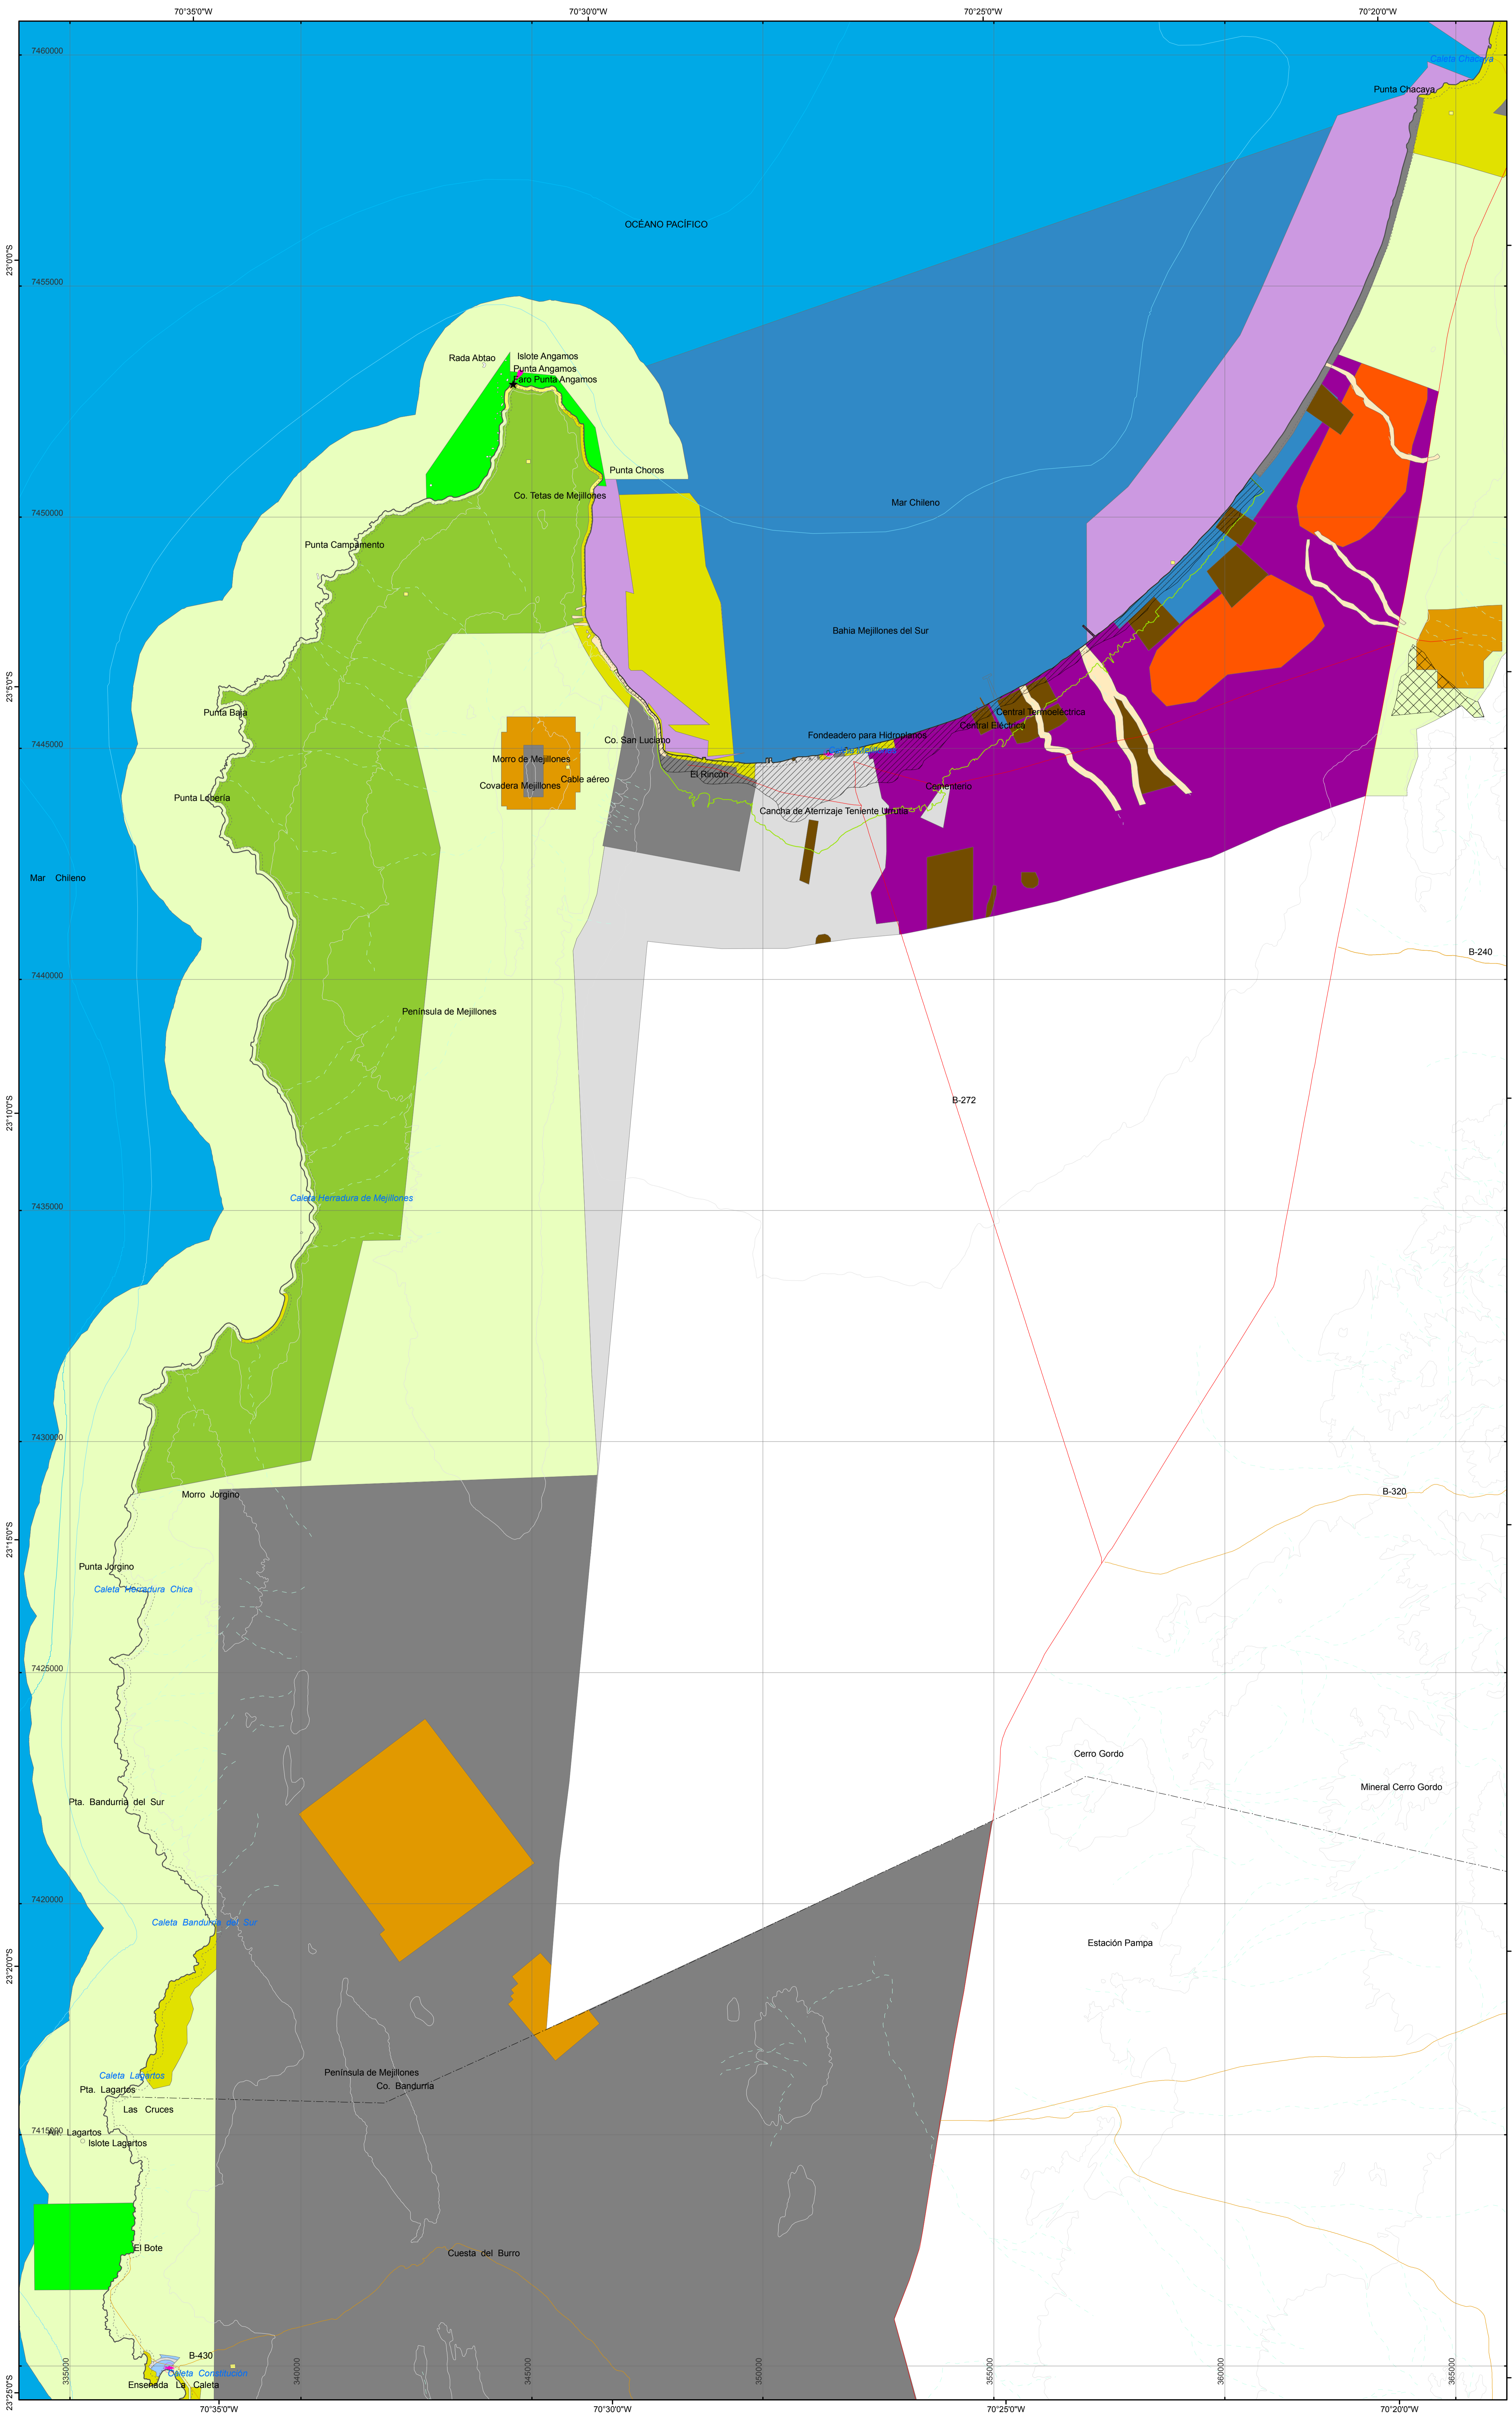 70°35'0"W
70°30'0"W
70°25'0"W
70°20'0"W
7460000
Caleta Chacaya
Punta Chacaya
OCÉANO PACÍFICO
23°0'0"S
7455000
Rada Abtao
Islote Angamos
Punta Angamos
Faro Punta Angamos
Punta Choros
Co. Tetas de Mejillones
Mar Chileno
7450000
Punta Campamento
Bahia Mejillones del Sur
23°5'0"S
Punta Baja
Central Termoeléctrica
Central Eléctrica
Fondeadero para Hidroplanos
Co. San Luciano
7445000
Morro de Mejillones
El Rincón
Cable aéreo
Covadera Mejillones
Cementerio
Punta Lobería
Cancha de Aterrizaje Teniente Urrutia
Mar Chileno
B-240
7440000
Península de Mejillones
B-272
23°10'0"S
Caleta Herradura de Mejillones
7435000
7430000
Morro Jorgino
B-320
23°15'0"S
Punta Jorgino
Caleta Herradura Chica
7425000
Cerro Gordo
Mineral Cerro Gordo
Pta. Bandurria del Sur
7420000
Caleta Bandurria del Sur
Estación Pampa
23°20'0"S
Península de Mejillones
Caleta Lagartos
Co. Bandurria
Pta. Lagartos
Las Cruces
7415000
Lagartos
Islote Lagartos
El Bote
Cuesta del Burro
B-430
Caleta Constitución
Ensenada La Caleta
23°25'0"S
335000
340000
345000
350000
355000
360000
365000
70°35'0"W
70°30'0"W
70°25'0"W
70°20'0"W